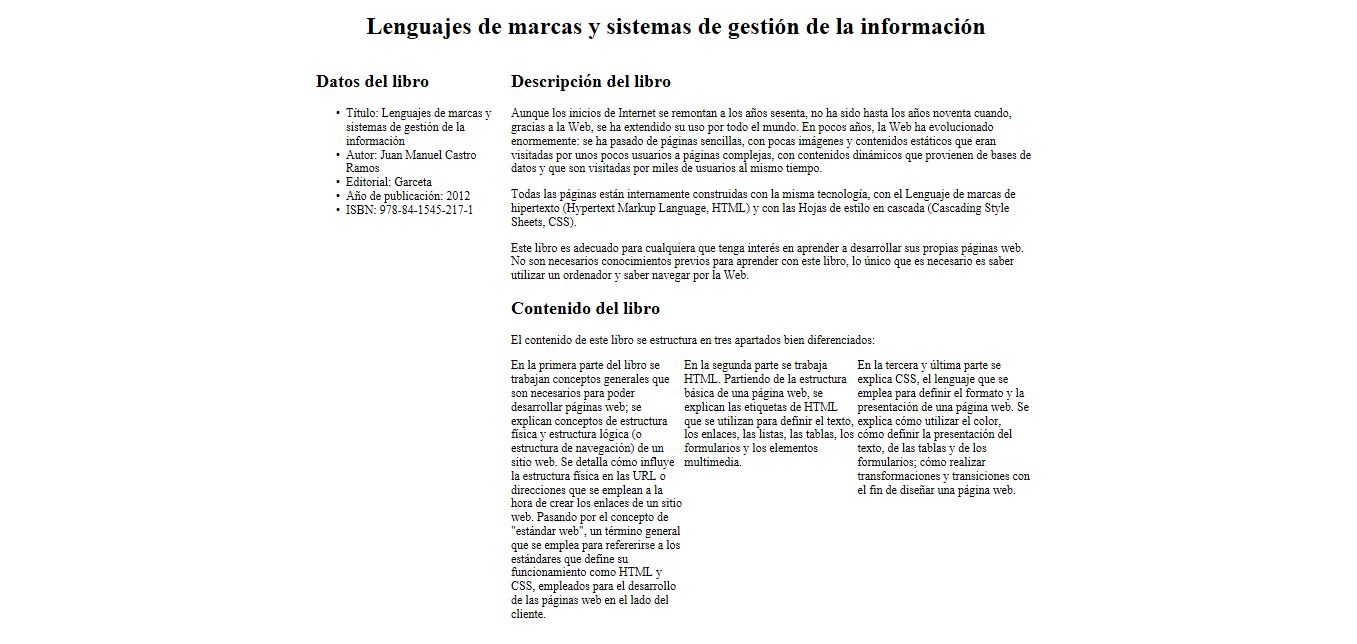 Lenguajes de marcas y sistemas de gestión de la información
Datos del libro
• Título: Lenguajes de marcas y
sistemas de gestión de la
información
• Autor: Juan Manuel Castro
Ramos
• Editorial: Garceta
• Año de publicación: 2012
• ISBN: 978-84-1545-217-1
Descripción del libro
Aunque los inicios de Internet se remontan a los años sesenta, no ha sido hasta los años noventa cuando,
gracias a la Web, se ha extendido su uso por todo el mundo. En pocos años, la Web ha evolucionado
enormemente: se ha pasado de páginas sencillas, con pocas imágenes y contenidos estáticos que eran
visitadas por unos pocos usuarios a páginas complejas, con contenidos dinámicos que provienen de bases de
datos y que son visitadas por miles de usuarios al mismo tiempo.
Todas las páginas están internamente construidas con la misma tecnología, con el Lenguaje de marcas de
hipertexto (Hypertext Markup Language, HTML) y con las Hojas de estilo en cascada (Cascading Style
Sheets, CSS).
Este libro es adecuado para cualquiera que tenga interés en aprender a desarrollar sus propias páginas web.
No son necesarios conocimientos previos para aprender con este libro, lo único que es necesario es saber
utilizar un ordenador y saber navegar por la Web.
Contenido del libro
El contenido de este libro se estructura en tres apartados bien diferenciados:
En la primera parte del libro se
trabajan conceptos generales que
son necesarios para poder
desarrollar páginas web; se
explican conceptos de estructura
física y estructura lógica (o
estructura de navegación) de un
sitio web. Se detalla cómo influye
la estructura física en las URL o
direcciones que se emplean a la
hora de crear los enlaces de un sitio
web. Pasando por el concepto de
"estándar web", un término general
que se emplea para refererirse a los
estándares que define su
funcionamiento como HTML y
CSS, empleados para el desarrollo
de las páginas web en el lado del
cliente.
En la segunda parte se trabaja
HTML. Partiendo de la estructura
básica de una página web, se
explican las etiquetas de HTML
que se utilizan para definir el texto,
los enlaces, las listas, las tablas, los
formularios y los elementos
multimedia.
En la tercera y última parte se
explica CSS, el lenguaje que se
emplea para definir el formato y la
presentación de una página web. Se
explica cómo utilizar el color,
cómo definir la presentación del
texto, de las tablas y de los
formularios; cómo realizar
transformaciones y transiciones con
el fín de diseñar una página web.